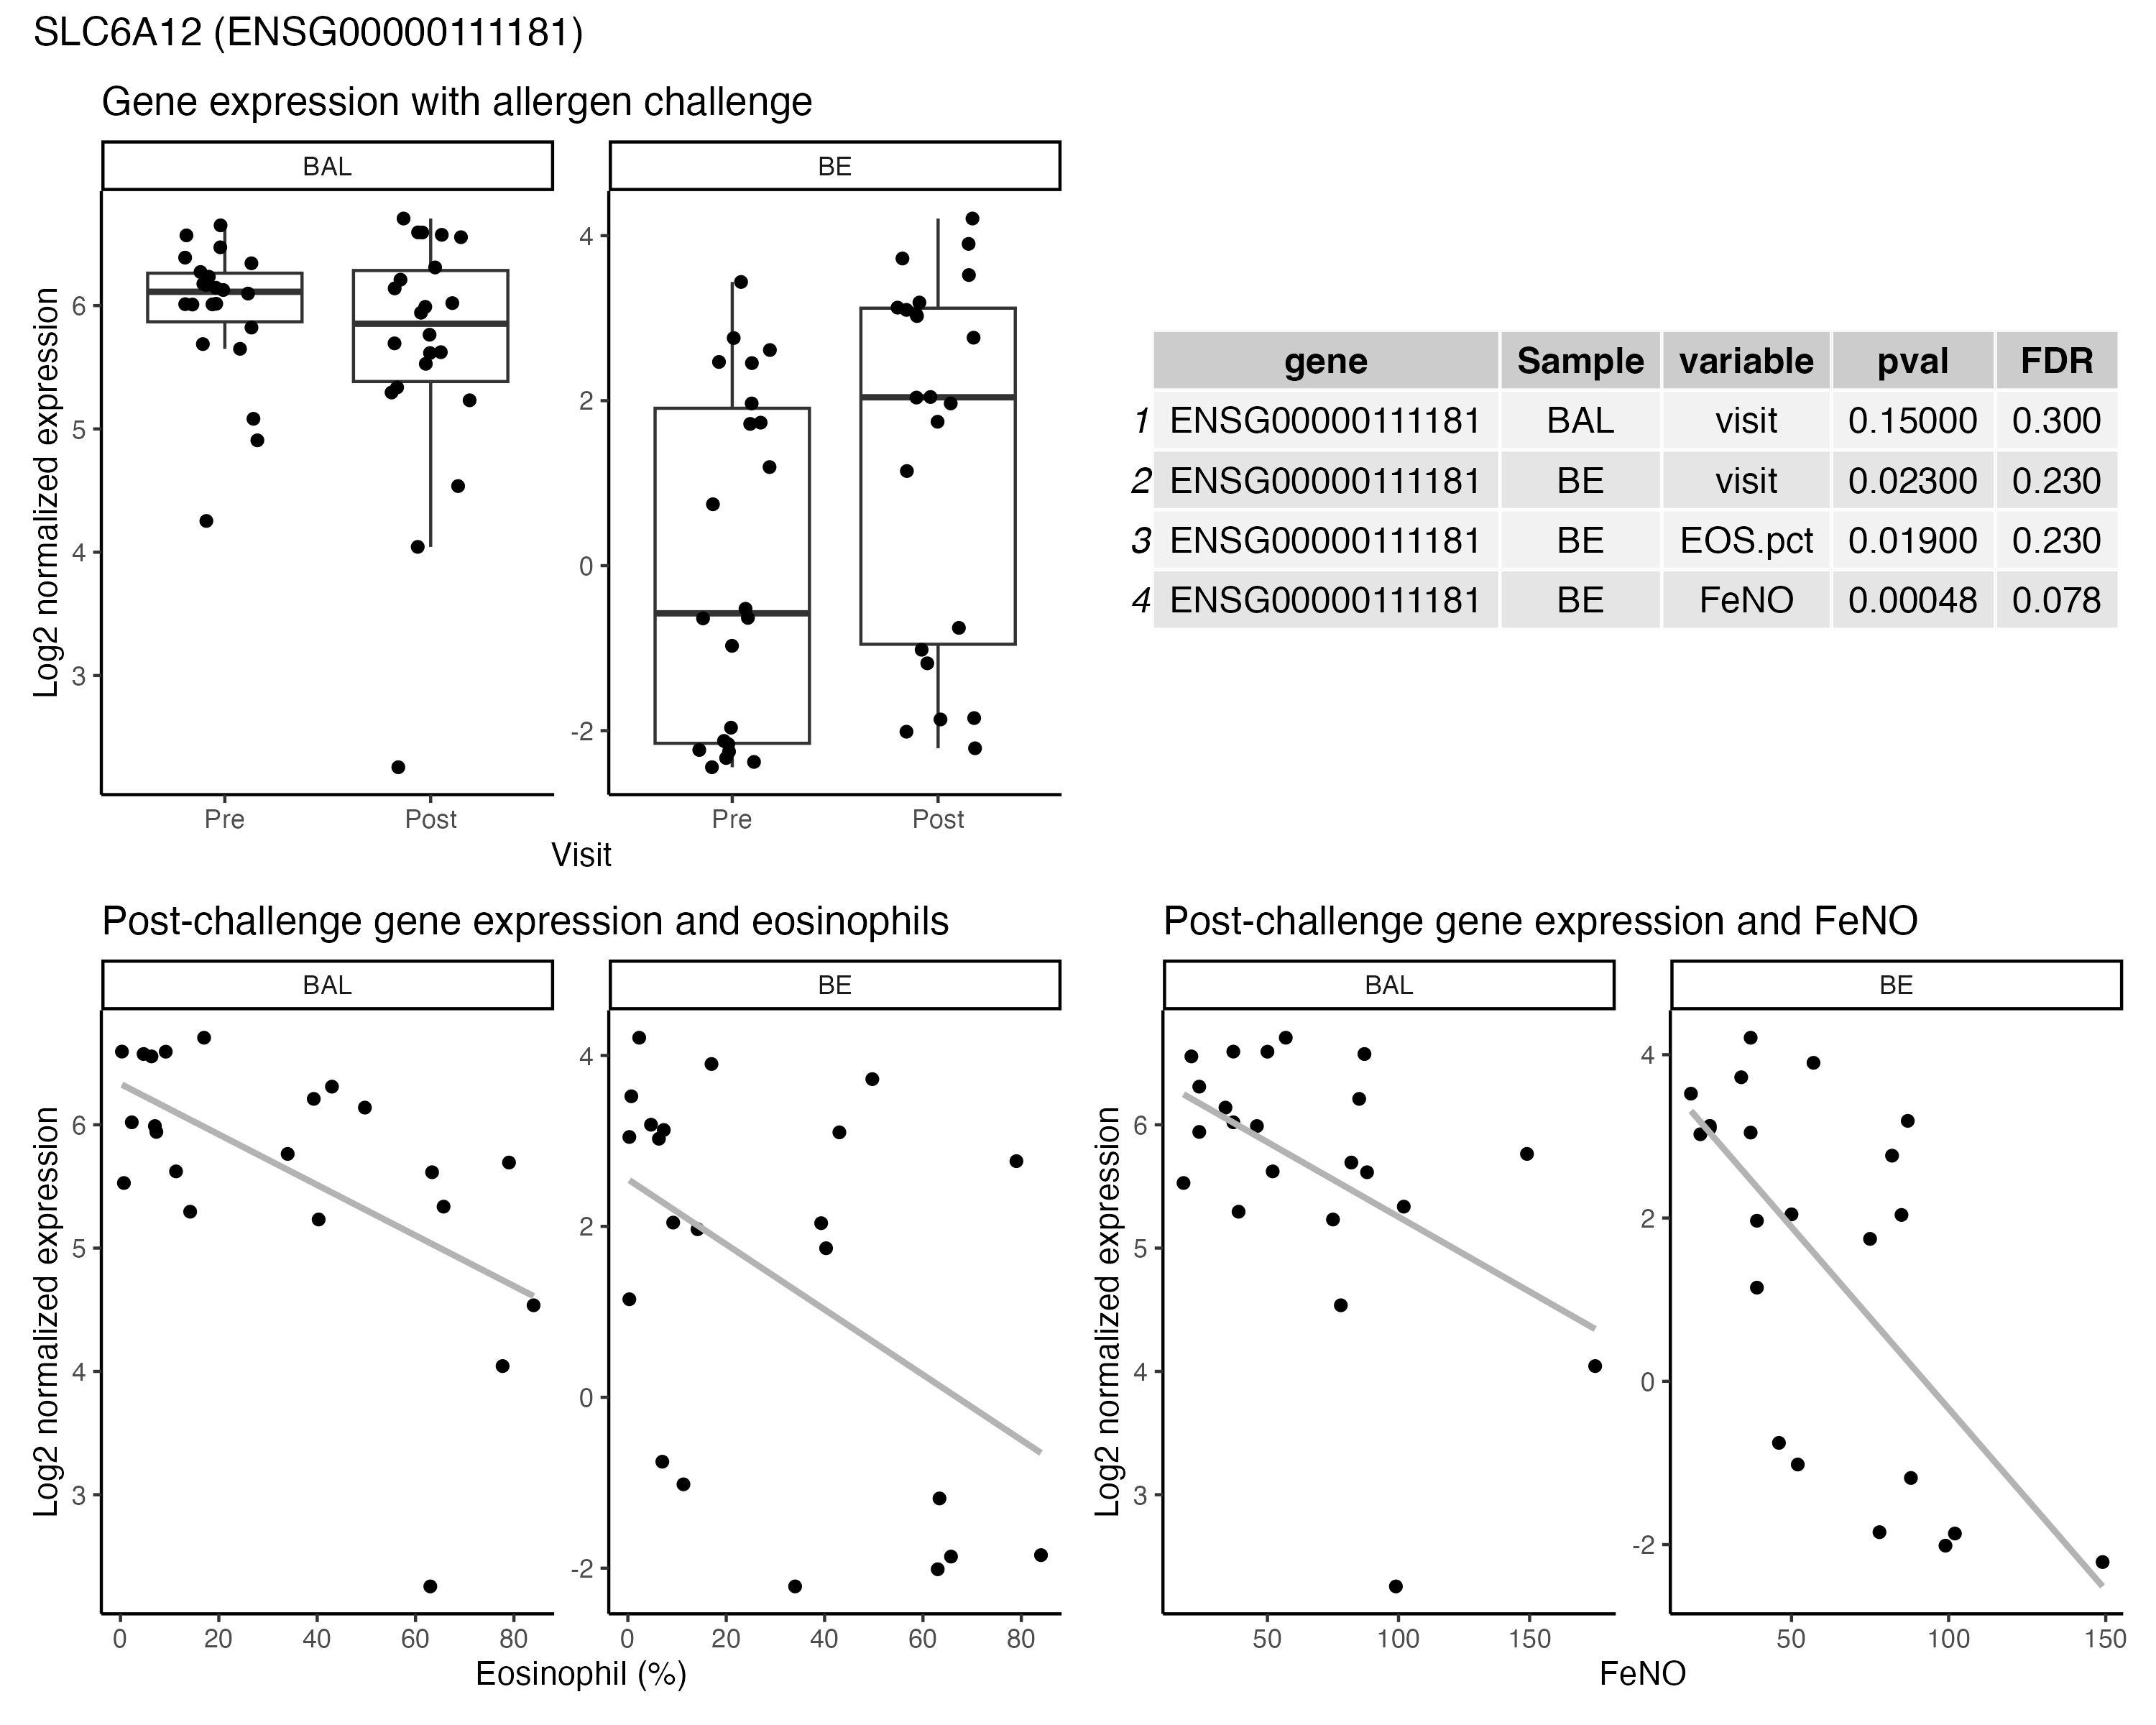 SLC6A12 (ENSG00000111181)
Gene expression with allergen challenge
BAL
BE
Log2 normalized expression
6
5
4
3
4
2
0
-2
Pre
Post
Pre
Post
Visit
gene Sample variable pval FDR
1 ENSG00000111181 BAL visit 0.15000 0.300
2 ENSG00000111181 BE visit 0.02300 0.230
3 ENSG00000111181 BE EOS.pct 0.01900 0.230
4 ENSG00000111181 BE FeNO 0.00048 0.078
Post-challenge gene expression and eosinophils
BAL
BE
Log2 normalized expression
6
5
4
3
4
2
0
-2
0 20 40 60 80
0 20 40 60 80
Eosinophil (%)
Post-challenge gene expression and FeNO
BAL
BE
Log2 normalized expression
6
5
4
3
4
2
0
-2
50 100 150
50 100 150
FeNO